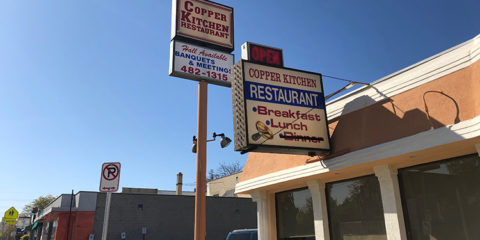 COPPER
KITCHEN
RESTAURANT
Hall Available
BANQUETS
& MEETINGS
482-1315
OPEN
COPPER KITCHEN
RESTAURANT
Breakfast
Lunch
Dinner
R